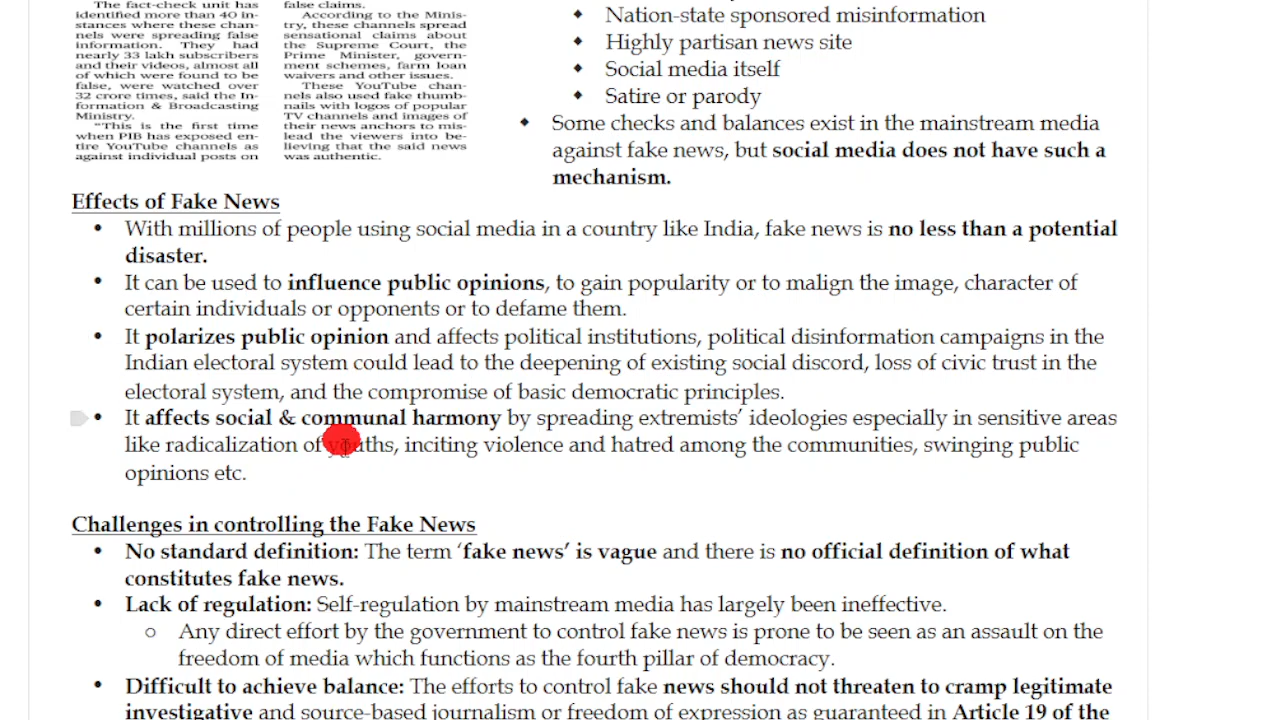 The fact-check unit has
identified more than 40 in-
stances where these chan-
nels were spreading false
information. They had
nearly 33 lakh subscribers
and their videos, almost all
of which were found to be
false, were watched over
32 crore times, said the In-
formation & Broadcasting
Ministry.
"This is the first time
when PIB has exposed en-
tire YouTube channels as
against individual posts on
false claims.
According to the Minis-
try, these channels spread
sensational claims about
the Supreme Court, the
Prime Minister, govern-
ment schemes, farm loan
waivers and other issues.
These YouTube chan-
nels also used fake thumb-
nails with logos of popular
TV channels and images of
their news anchors to mis-
lead the viewers into be-
lieving that the said news
was authentic.
◆ Nation-state sponsored misinformation
◆ Highly partisan news site
◆ Social media itself
◆ Satire or parody
◆ Some checks and balances exist in the mainstream media
against fake news, but social media does not have such a
mechanism.
Effects of Fake News
• With millions of people using social media in a country like India, fake news is no less than a potential
disaster.
• It can be used to influence public opinions, to gain popularity or to malign the image, character of
certain individuals or opponents or to defame them.
• It polarizes public opinion and affects political institutions, political disinformation campaigns in the
Indian electoral system could lead to the deepening of existing social discord, loss of civic trust in the
electoral system, and the compromise of basic democratic principles.
• It affects social & communal harmony by spreading extremists' ideologies especially in sensitive areas
like radicalization of youths, inciting violence and hatred among the communities, swinging public
opinions etc.
Challenges in controlling the Fake News
• No standard definition: The term 'fake news' is vague and there is no official definition of what
constitutes fake news.
• Lack of regulation: Self-regulation by mainstream media has largely been ineffective.
○ Any direct effort by the government to control fake news is prone to be seen as an assault on the
freedom of media which functions as the fourth pillar of democracy.
• Difficult to achieve balance: The efforts to control fake news should not threaten to cramp legitimate
investigative and source-based journalism or freedom of expression as guaranteed in Article 19 of the